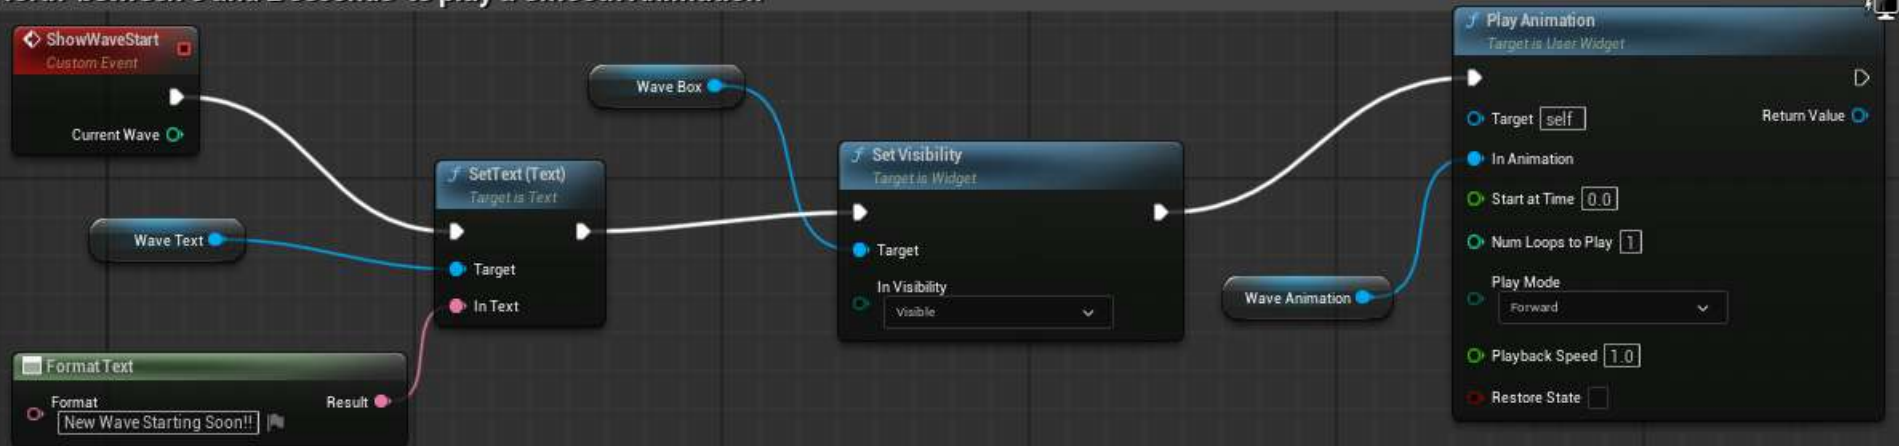 ShowWaveStart
Custom Event
Current Wave
Wave Text
Format Text
Format
New Wave Starting Soon!!
Result
SetText (Text)
Target is Text
Target
In Text
Wave Box
Set Visibility
Target is Widget
Target
In Visibility
Visible
Wave Animation
Play Animation
Target is User Widget
Target self
Return Value
In Animation
Start at Time 0.0
Num Loops to Play 1
Play Mode
Forward
Playback Speed 1.0
Restore State